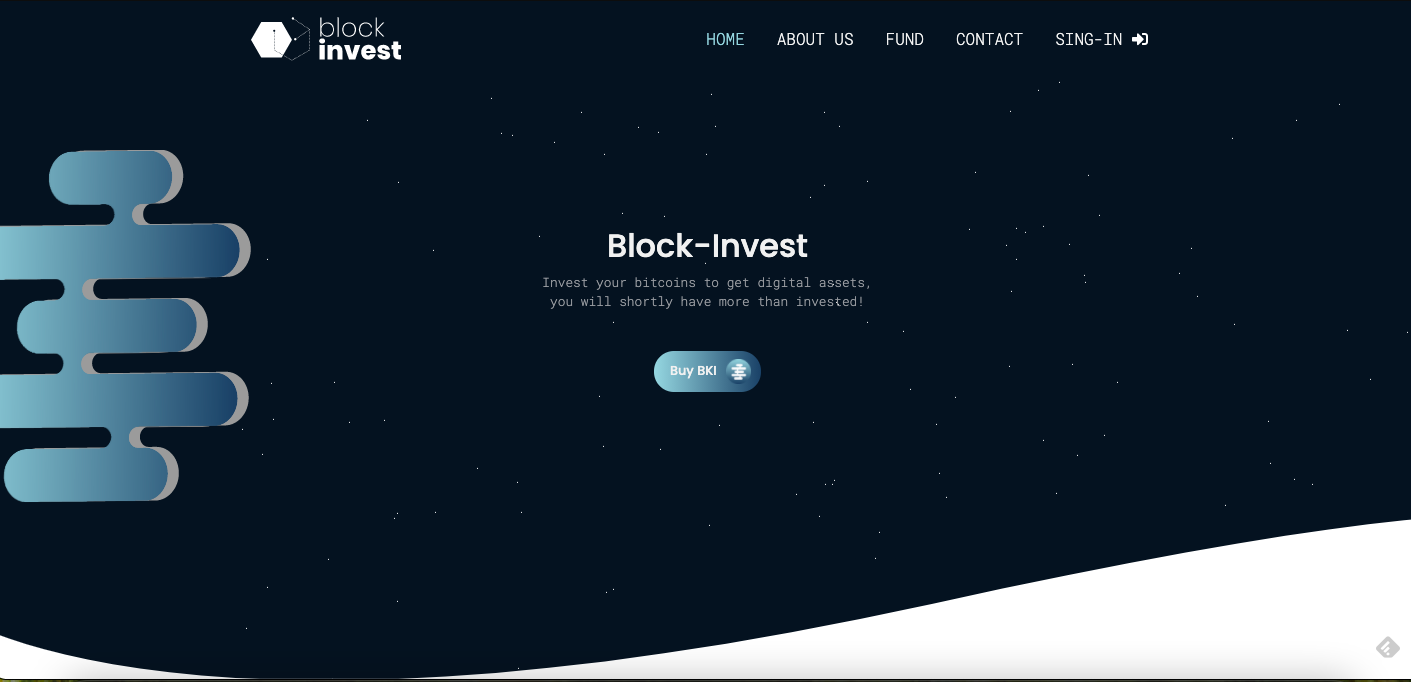 block
invest
HOME
ABOUT US
FUND
CONTACT
SING-IN
Block-Invest
Invest your bitcoins to get digital assets,
you will shortly have more than invested!
Buy BKI